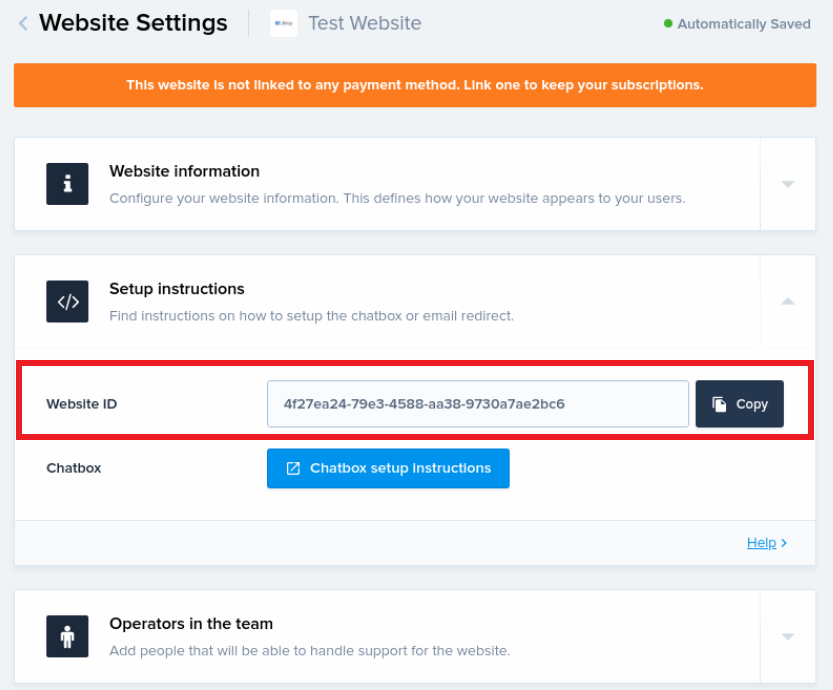 Website Settings
Test Website
Automatically Saved
This website is not linked to any payment method. Link one to keep your subscriptions.
Website information
Configure your website information. This defines how your website appears to your users.
Setup instructions
Find instructions on how to setup the chatbox or email redirect.
Website ID
4f27ea24-79e3-4588-aa38-9730a7ae2bc6
Copy
Chatbox
Chatbox setup instructions
Help
Operators in the team
Add people that will be able to handle support for the website.